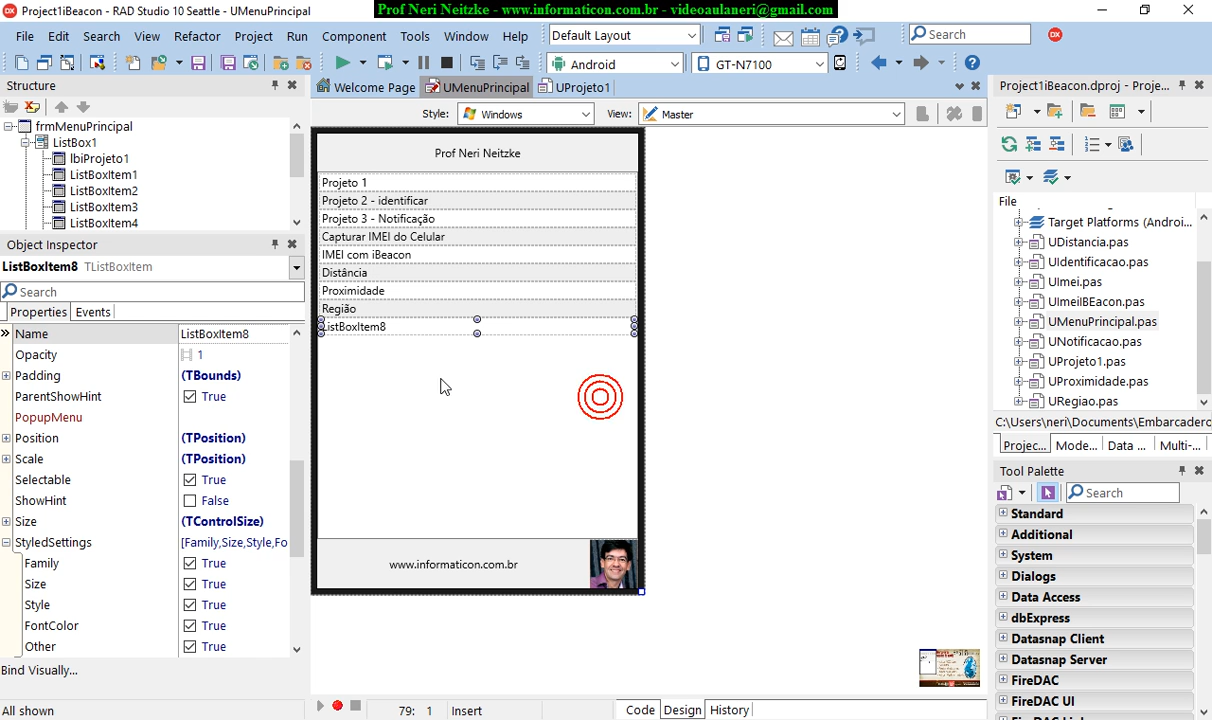 Project1iBeacon - RAD Studio 10 Seattle - UMenuPrincipal
Prof Neri Neitzke - www.informaticon.com.br - videoaulaneri@gmail.com
File Edit Search View Refactor Project Run Component Tools Window Help
Default Layout
Search
Android
GT-N7100
Structure
frmMenuPrincipal
ListBox1
lbiProjeto1
ListBoxItem1
ListBoxItem2
ListBoxItem3
ListBoxItem4
Object Inspector
ListBoxItem8 TListBoxItem
Search
Properties Events
Name ListBoxItem8
Opacity 1
Padding (TBounds)
ParentShowHint True
PopupMenu
Position (TPosition)
Scale (TPosition)
Selectable True
ShowHint False
Size (TControlSize)
StyledSettings [Family,Size,Style,Fo
Family True
Size True
Style True
FontColor True
Other True
Bind Visually...
All shown
Welcome Page UMenuPrincipal UProjeto1
Style: Windows View: Master
Prof Neri Neitzke
Projeto 1
Projeto 2 - identificar
Projeto 3 - Notificação
Capturar IMEI do Celular
IMEI com iBeacon
Distância
Proximidade
Região
ListBoxItem8
www.informaticon.com.br
79: 1 Insert
Code Design History
Project1iBeacon.dproj - Proje...
File
Target Platforms (Androi...
UDistancia.pas
UIdentificacao.pas
UImei.pas
UImeiIBEacon.pas
UMenuPrincipal.pas
UNotificacao.pas
UProjeto1.pas
UProximidade.pas
URegiao.pas
C:\Users\neri\Documents\Embarcadero
Projec... Mode... Data ... Multi-...
Tool Palette
Search
Standard
Additional
System
Dialogs
Data Access
dbExpress
Datasnap Client
Datasnap Server
FireDAC
FireDAC UI